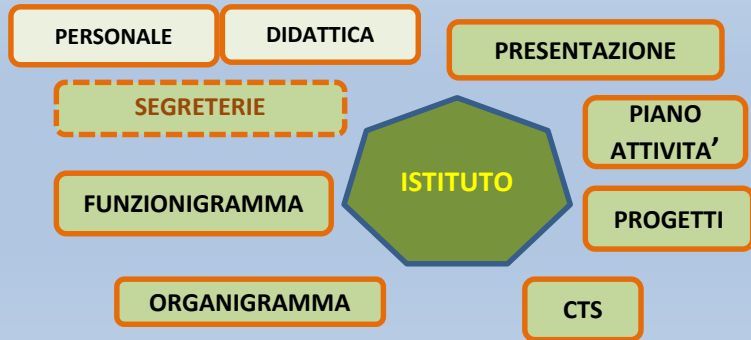 PERSONALE
DIDATTICA
PRESENTAZIONE
SEGRETERIE
PIANO
ATTIVITA’
ISTITUTO
FUNZIONIGRAMMA
PROGETTI
ORGANIGRAMMA
CTS